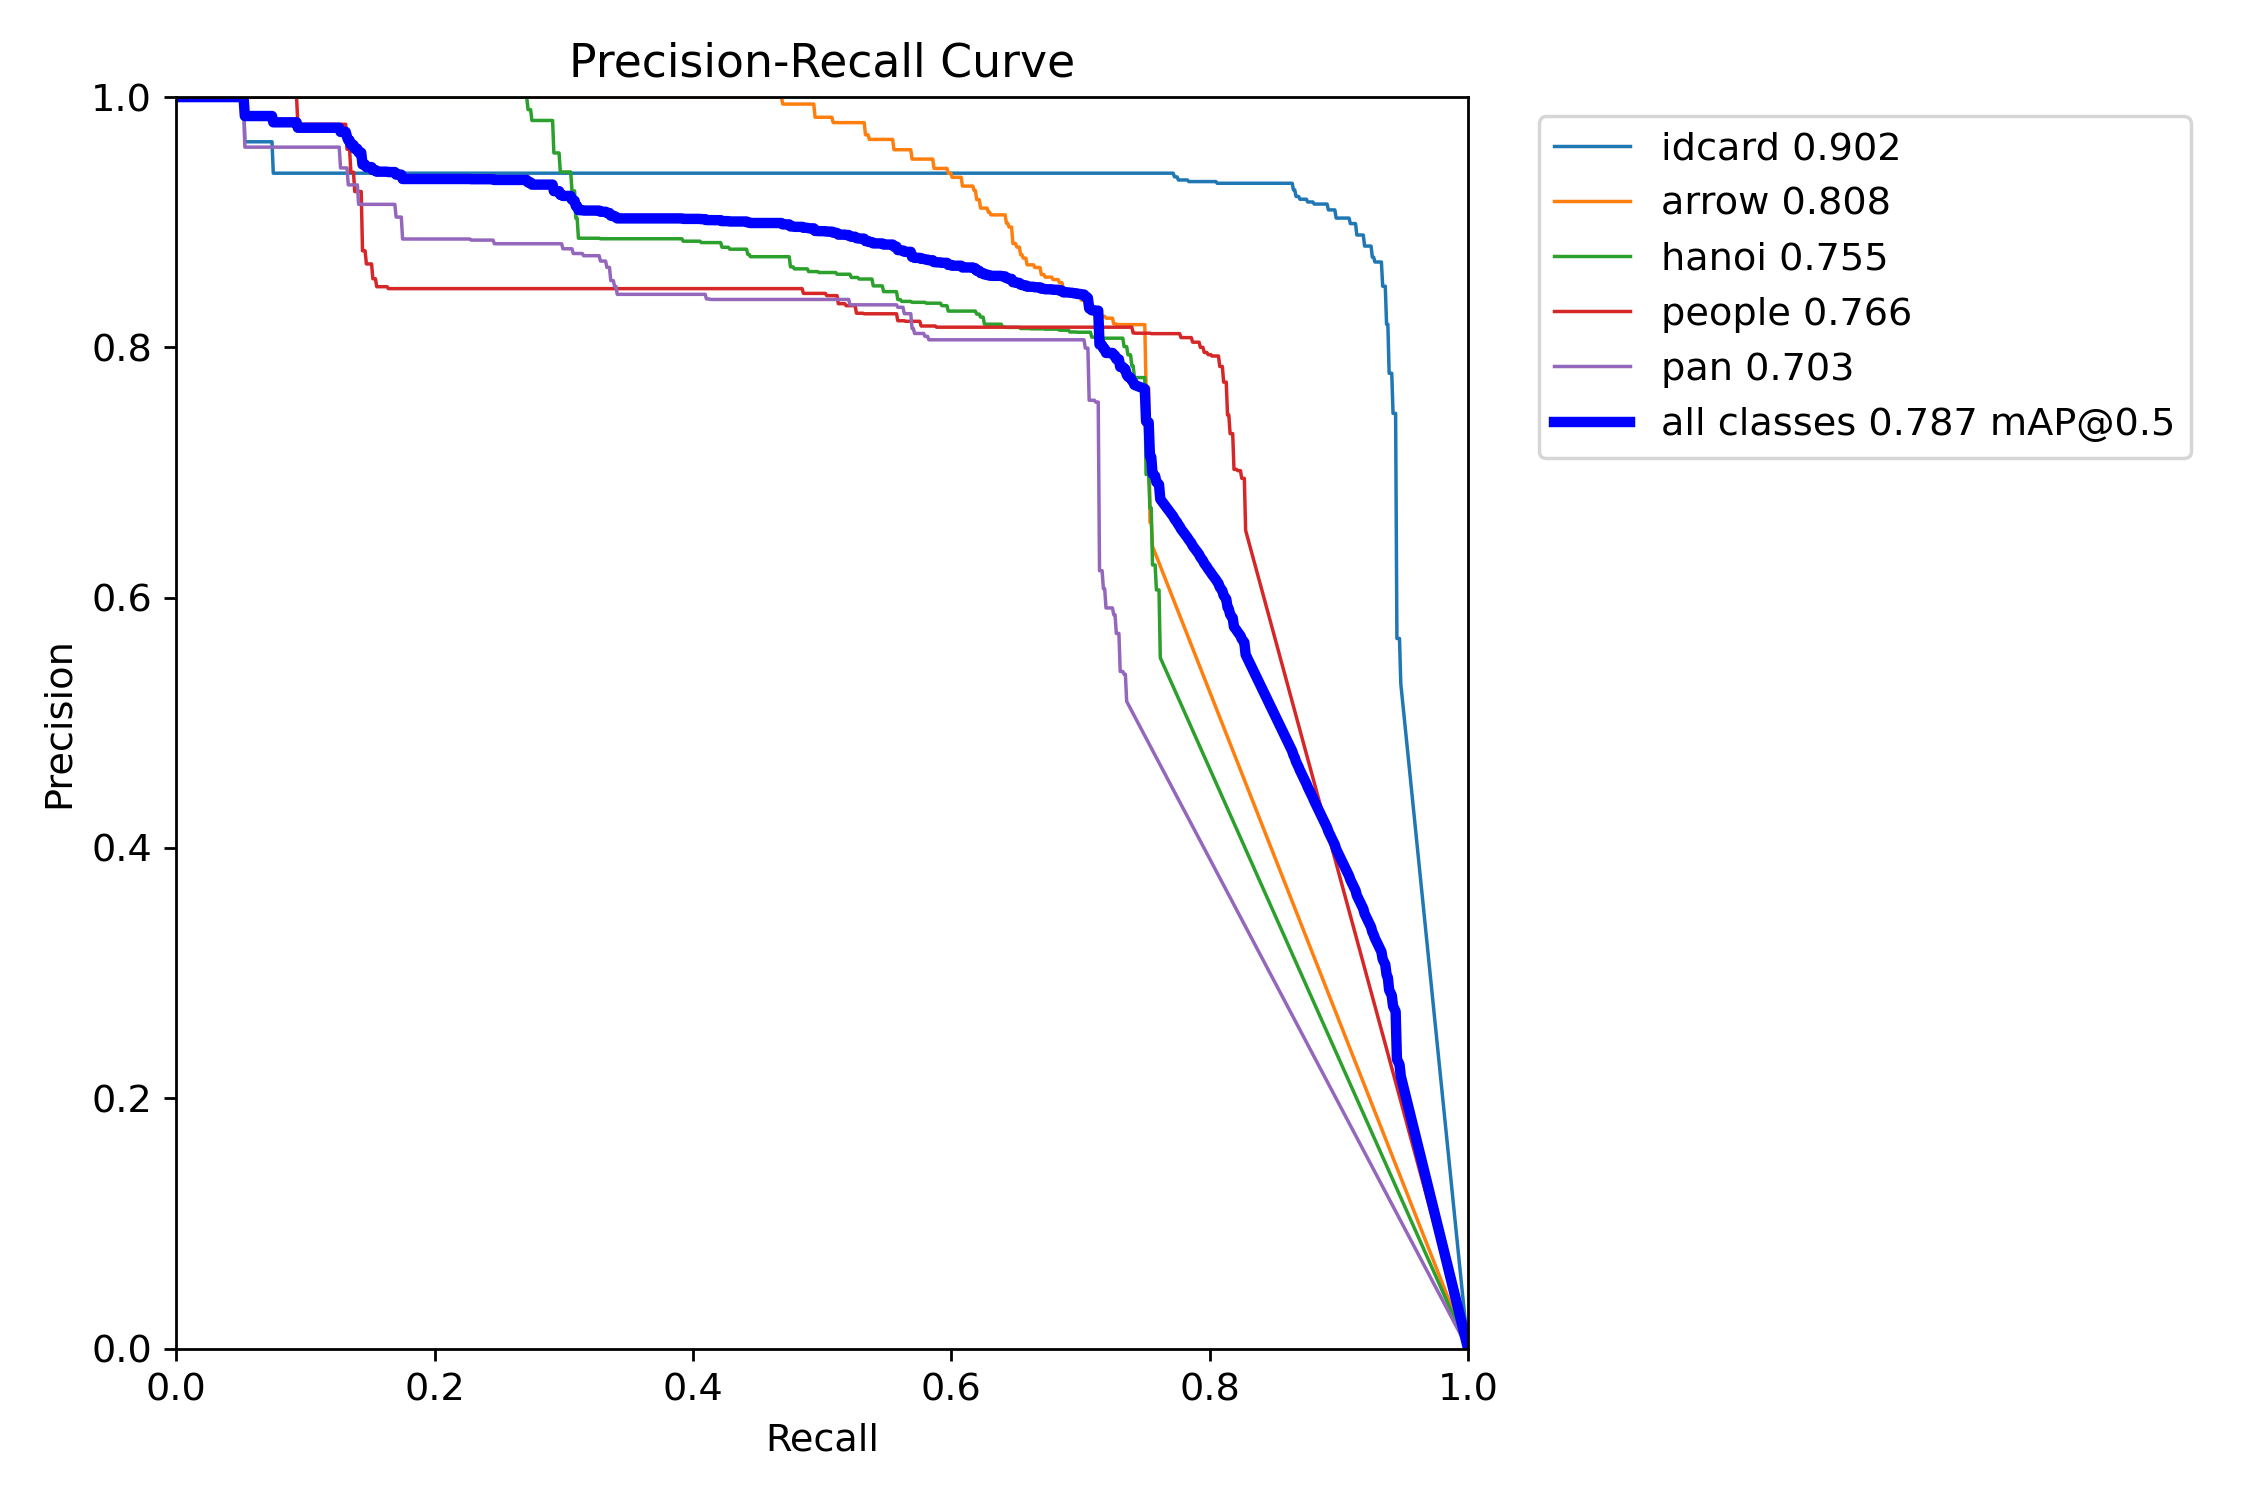 Precision-Recall Curve
1.0
0.8
0.6
0.4
0.2
0.0
Precision
0.0 0.2 0.4 0.6 0.8 1.0
Recall
idcard 0.902
arrow 0.808
hanoi 0.755
people 0.766
pan 0.703
all classes 0.787 mAP@0.5